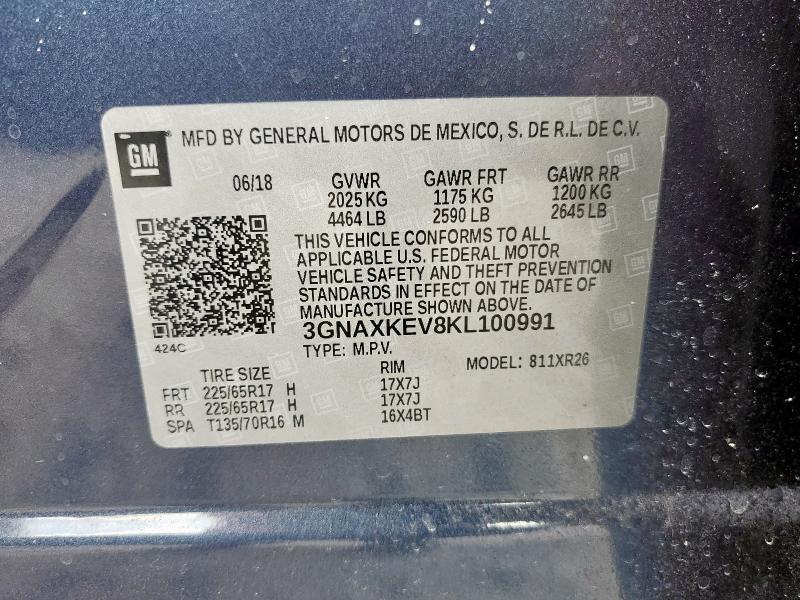 GM
MFD BY GENERAL MOTORS DE MEXICO, S. DE R.L. DE C.V.
06/18 GVWR GAWR FRT GAWR RR
2025 KG 1175 KG 1200 KG
4464 LB 2590 LB 2645 LB
THIS VEHICLE CONFORMS TO ALL
APPLICABLE U.S. FEDERAL MOTOR
VEHICLE SAFETY AND THEFT PREVENTION
STANDARDS IN EFFECT ON THE DATE OF
MANUFACTURE SHOWN ABOVE.
3GNAXKEV8KL100991
424C
TYPE: M.P.V. MODEL: 811XR26
TIRE SIZE RIM
FRT 225/65R17 H 17X7J
RR 225/65R17 H 17X7J
SPA T135/70R16 M 16X4BT